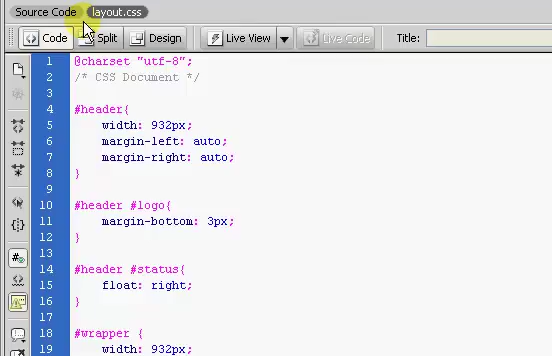 Source Code layout.css
Code Split Design Live View Live Code Title:
1 @charset "utf-8";
2 /* CSS Document */
3
4 #header{
5 width: 932px;
6 margin-left: auto;
7 margin-right: auto;
8 }
9
10 #header #logo{
11 margin-bottom: 3px;
12 }
13
14 #header #status{
15 float: right;
16 }
17
18 #wrapper {
19 width: 932px;